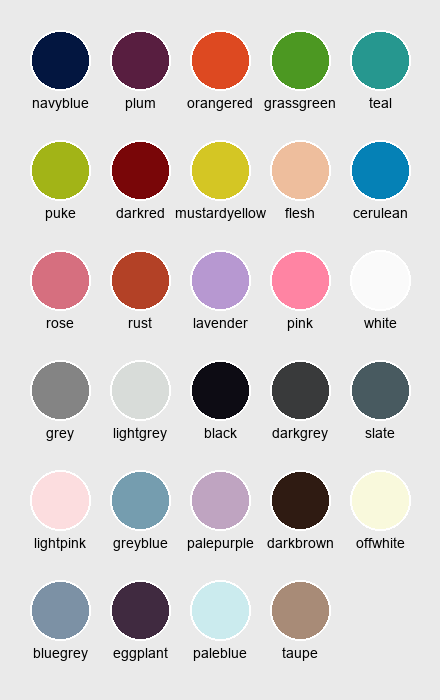 navyblue plum orangered grassgreen teal
puke darkred mustardyellow flesh cerulean
rose rust lavender pink white
grey lightgrey black darkgrey slate
lightpink greyblue palepurple darkbrown offwhite
bluegrey eggplant paleblue taupe